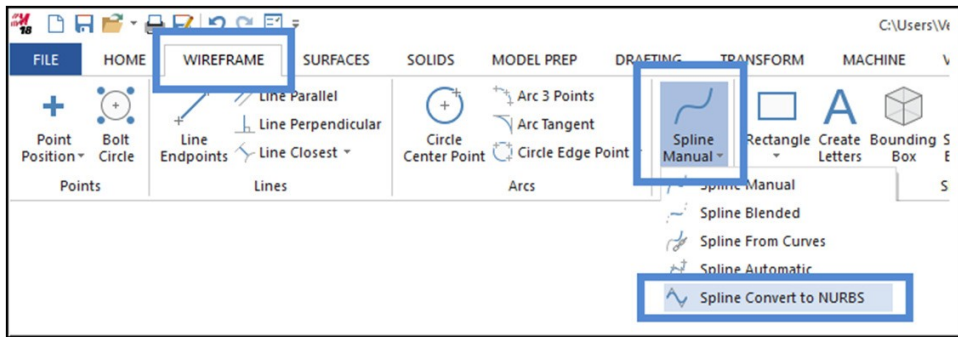 18
C:\Users\Ve
FILE HOME WIREFRAME SURFACES SOLIDS MODEL PREP DRAFTING TRANSFORM MACHINE V
Point Position
Bolt Circle
Line Endpoints
Line Parallel
Line Perpendicular
Line Closest
Circle Center Point
Arc 3 Points
Arc Tangent
Circle Edge Point
Spline Manual
Rectangle
Create Letters
Bounding Box
Points Lines Arcs
Spline Manual
Spline Blended
Spline From Curves
Spline Automatic
Spline Convert to NURBS